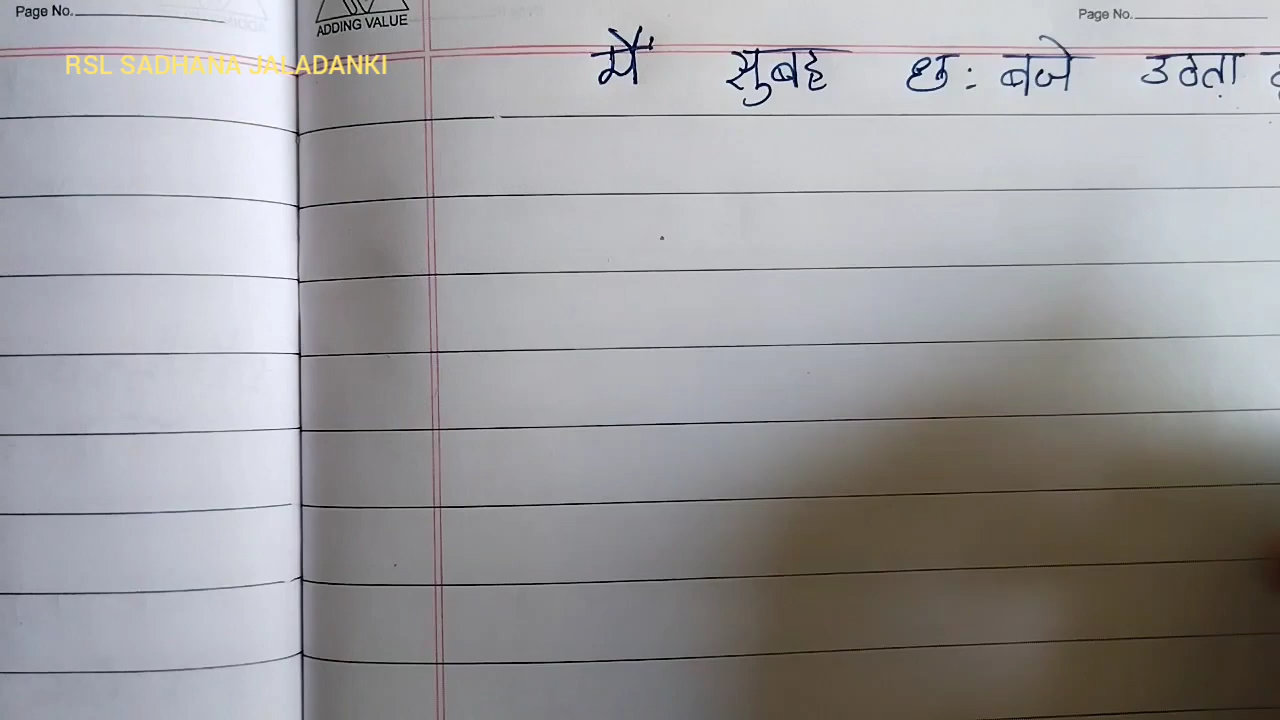 Page No.
ADDING VALUE
Page No.
RSL SADHANA JALADANKI
मैं सुबह छ: बजे उठता